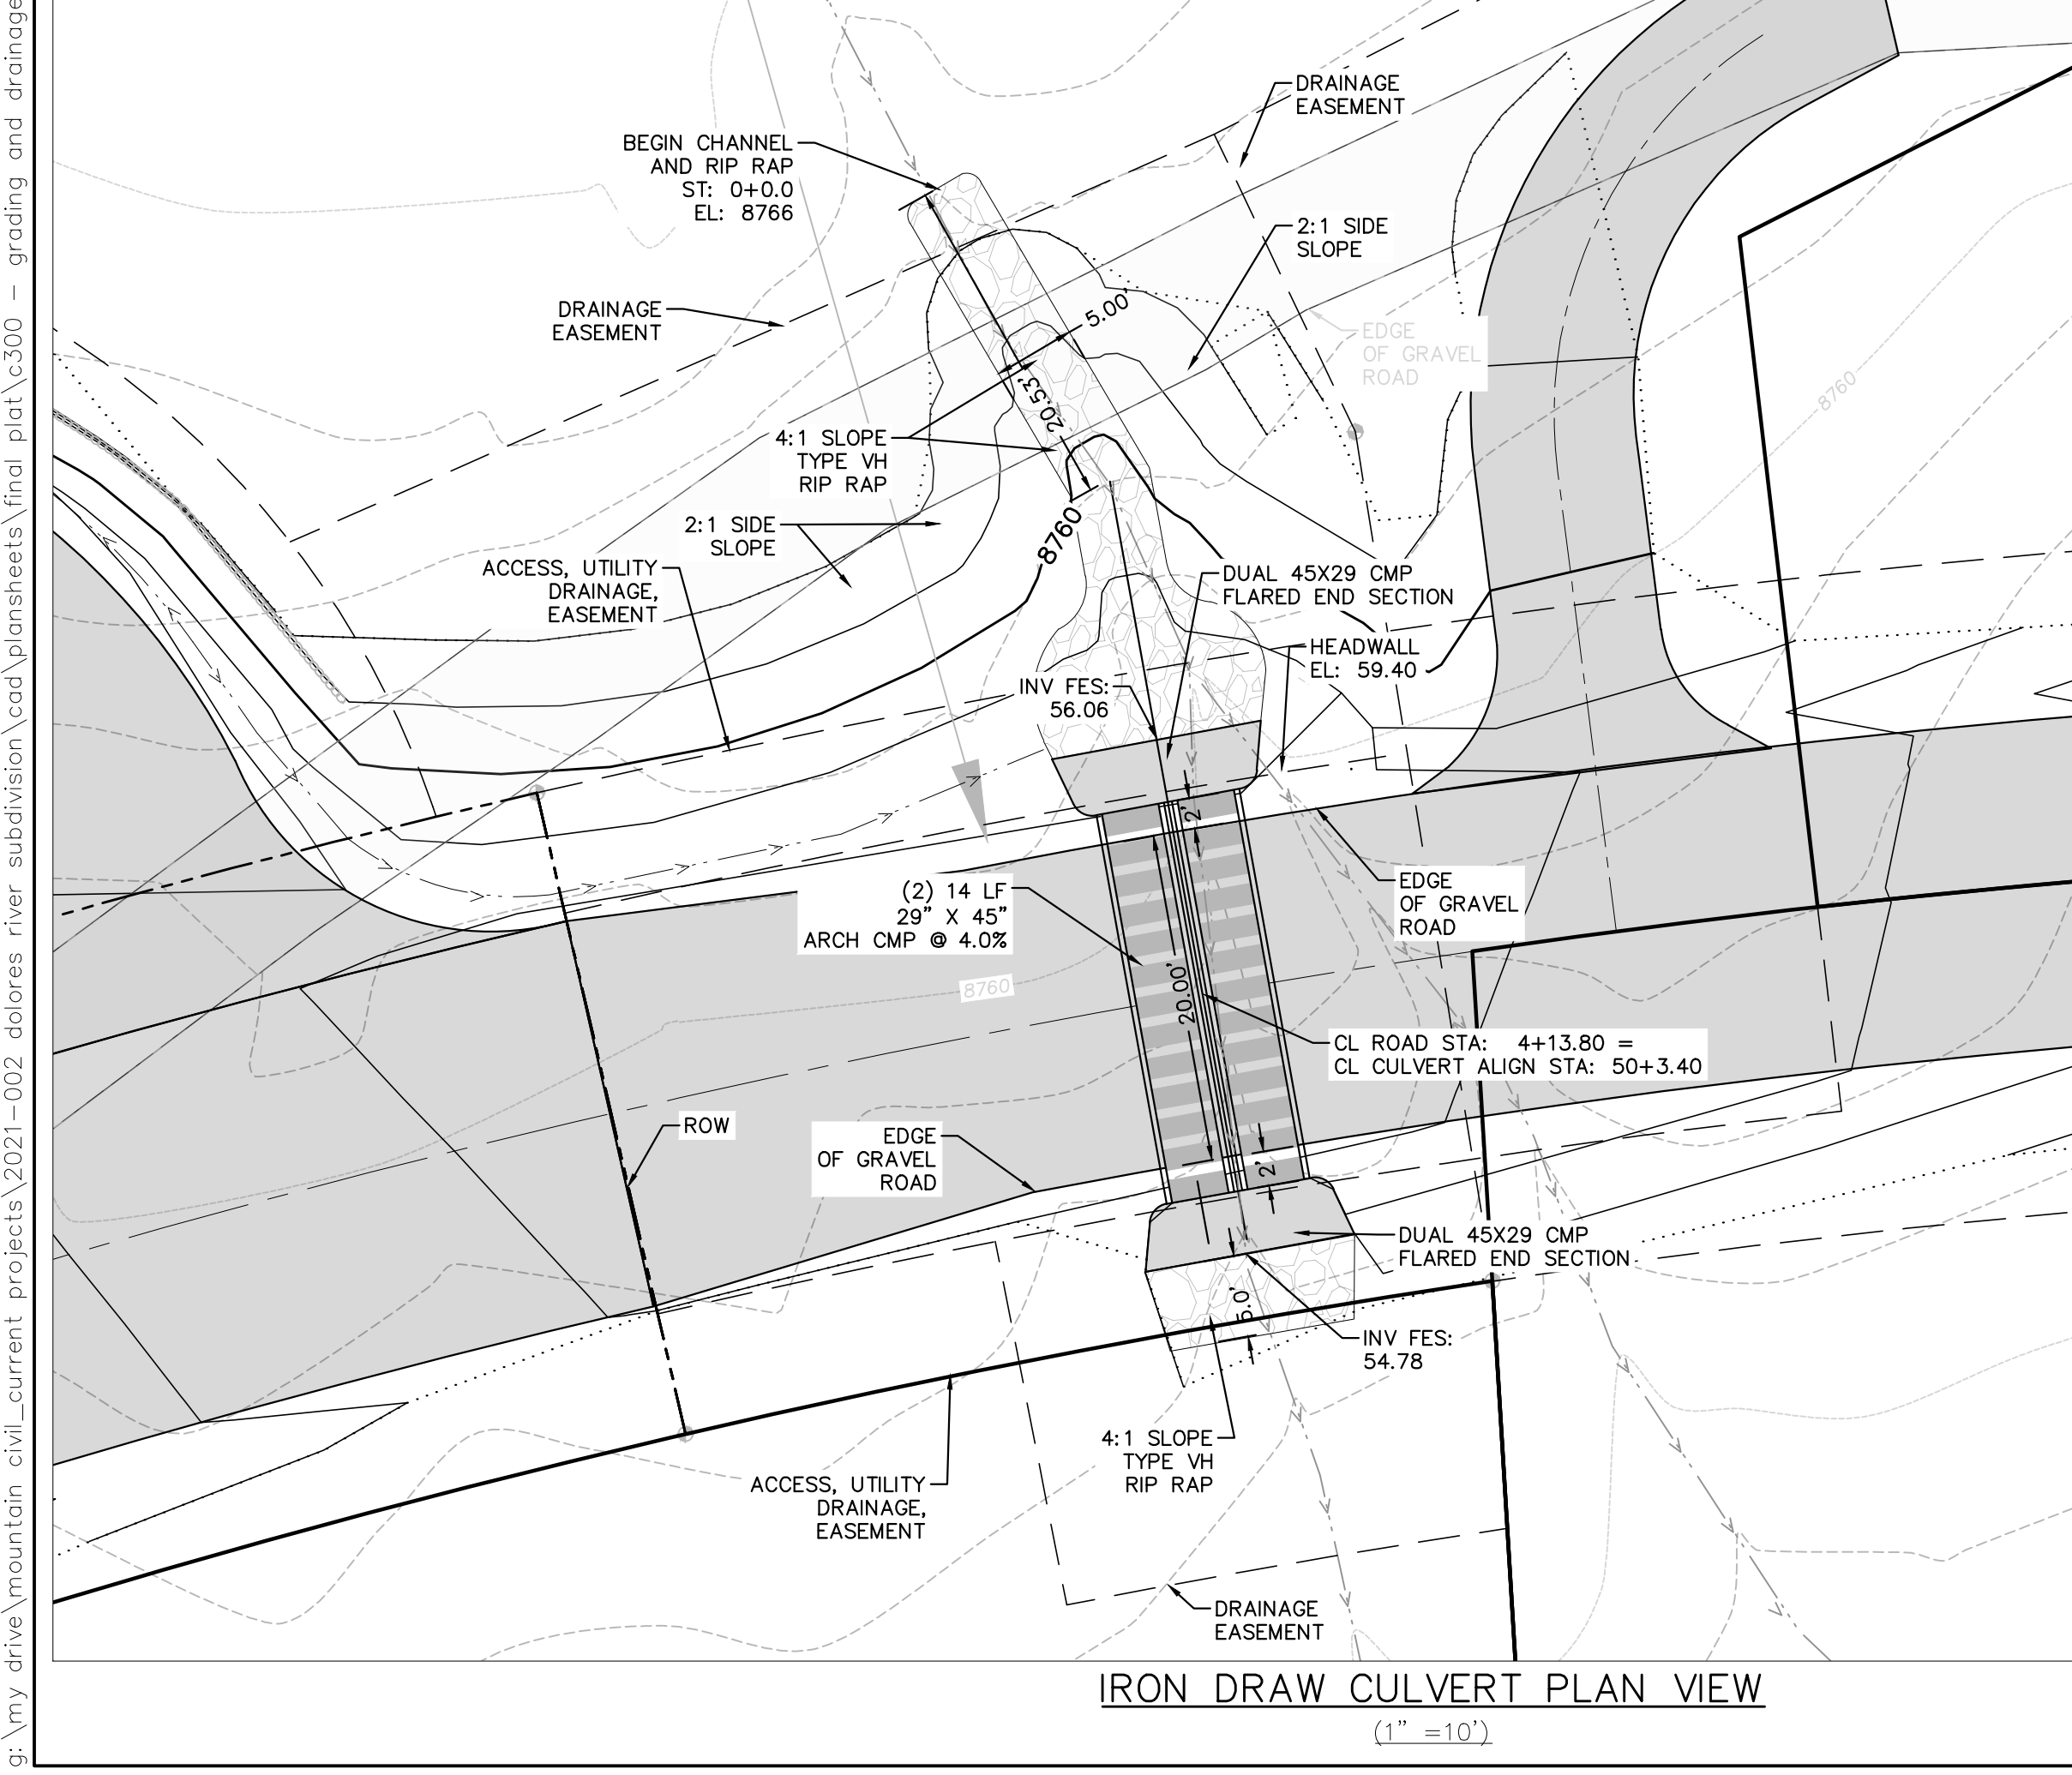 g:\my drive\mountain civil_current projects\2021-002 dolores river subdivision\cad\plansheets\final plat\c300 - grading and drainage
DRAINAGE
EASEMENT
BEGIN CHANNEL
AND RIP RAP
ST: 0+0.0
EL: 8766
2:1 SIDE
SLOPE
DRAINAGE
EASEMENT
5.00'
EDGE
OF GRAVEL
ROAD
8760
20.53'
4:1 SLOPE
TYPE VH
RIP RAP
2:1 SIDE
SLOPE
8760
ACCESS, UTILITY
DRAINAGE,
EASEMENT
DUAL 45X29 CMP
FLARED END SECTION
HEADWALL
EL: 59.40
INV FES:
56.06
2'
(2) 14 LF
29" X 45"
ARCH CMP @ 4.0%
EDGE
OF GRAVEL
ROAD
8760
20.00'
CL ROAD STA: 4+13.80 =
CL CULVERT ALIGN STA: 50+3.40
ROW
EDGE
OF GRAVEL
ROAD
2'
DUAL 45X29 CMP
FLARED END SECTION
5.0'
INV FES:
54.78
4:1 SLOPE
TYPE VH
RIP RAP
ACCESS, UTILITY
DRAINAGE,
EASEMENT
DRAINAGE
EASEMENT
IRON DRAW CULVERT PLAN VIEW
(1" =10')